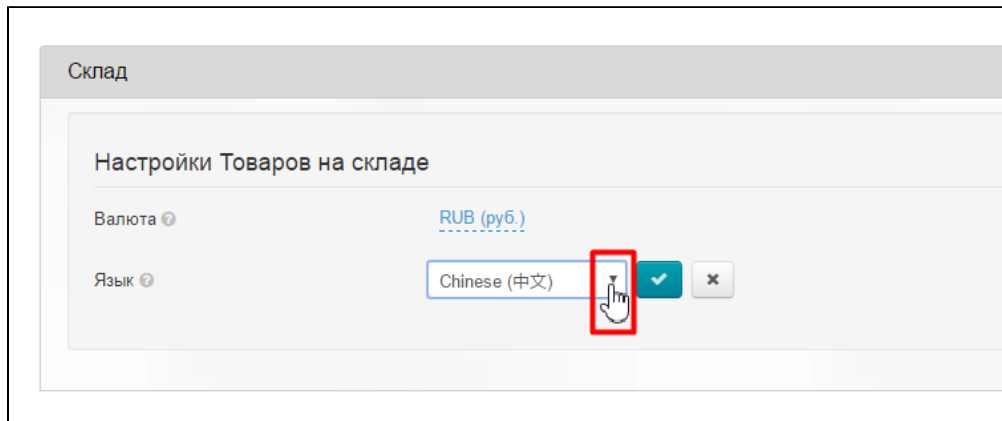 Склад
Настройки Товаров на складе
Валюта
RUB (руб.)
Язык
Chinese (中文)